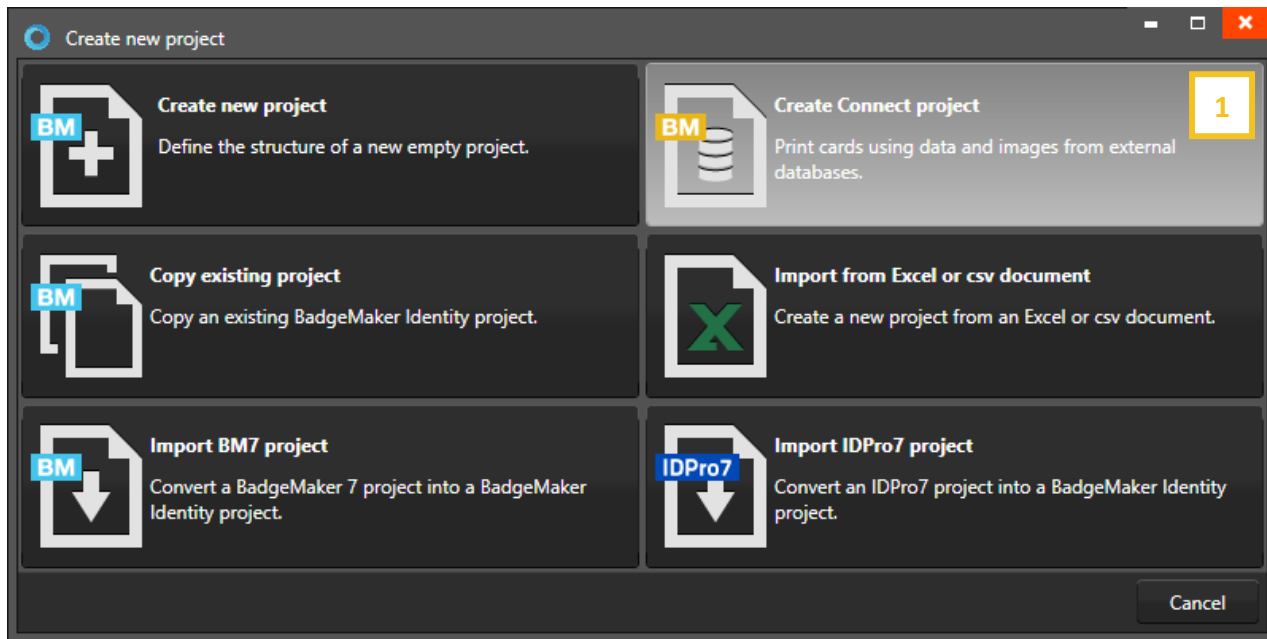 Create new project
BM
Create new project
Define the structure of a new empty project.
BM
Create Connect project
Print cards using data and images from external
databases.
1
BM
Copy existing project
Copy an existing BadgeMaker Identity project.
Import from Excel or csv document
Create a new project from an Excel or csv document.
BM
Import BM7 project
Convert a BadgeMaker 7 project into a BadgeMaker
Identity project.
IDPro7
Import IDPro7 project
Convert an IDPro7 project into a BadgeMaker Identity
project.
Cancel